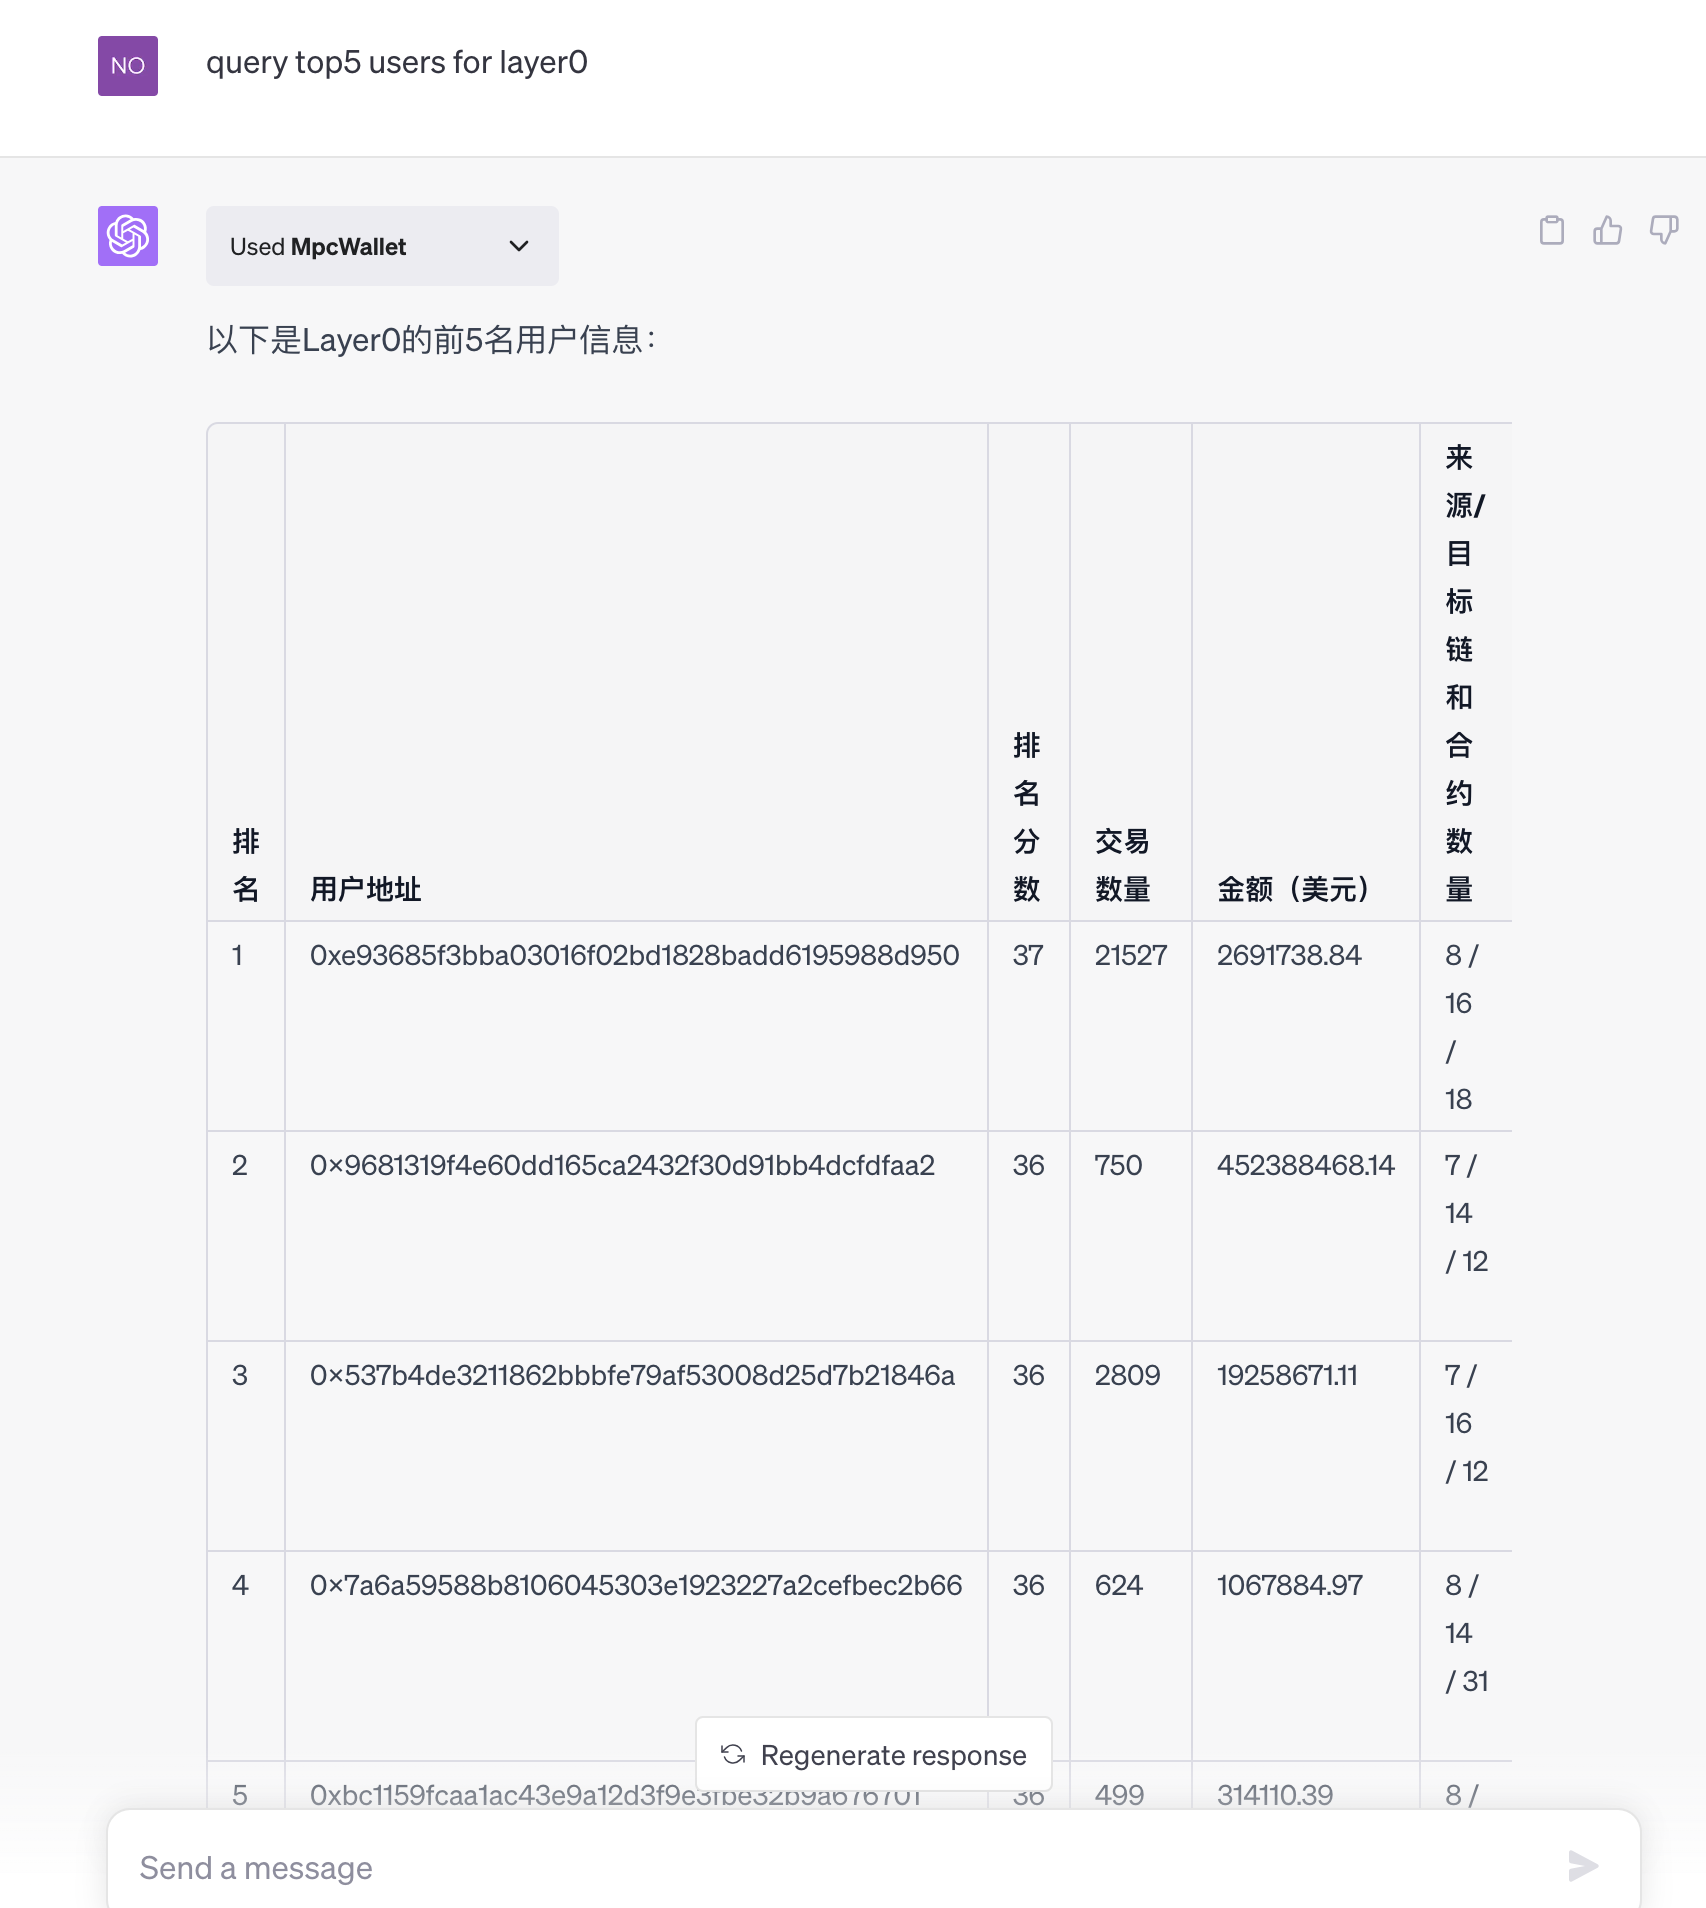 NO
query top5 users for layer0
Used MpcWallet
以下是Layer0的前5名用户信息：
排名
用户地址
排名分数
交易数量
金额（美元）
来源/目标链和合约数量
1
0xe93685f3bba03016f02bd1828badd6195988d950
37
21527
2691738.84
8 / 16 / 18
2
0×9681319f4e60dd165ca2432f30d91bb4dcfdfaa2
36
750
452388468.14
7 / 14 / 12
3
0×537b4de3211862bbbfe79af53008d25d7b21846a
36
2809
19258671.11
7 / 16 / 12
4
0×7a6a59588b8106045303e1923227a2cefbec2b66
36
624
1067884.97
8 / 14 / 31
Regenerate response
5
0xbc1159fcaa1ac43e9a12d3f9e3fbe32b9a676701
36
499
314110.39
8 /
Send a message